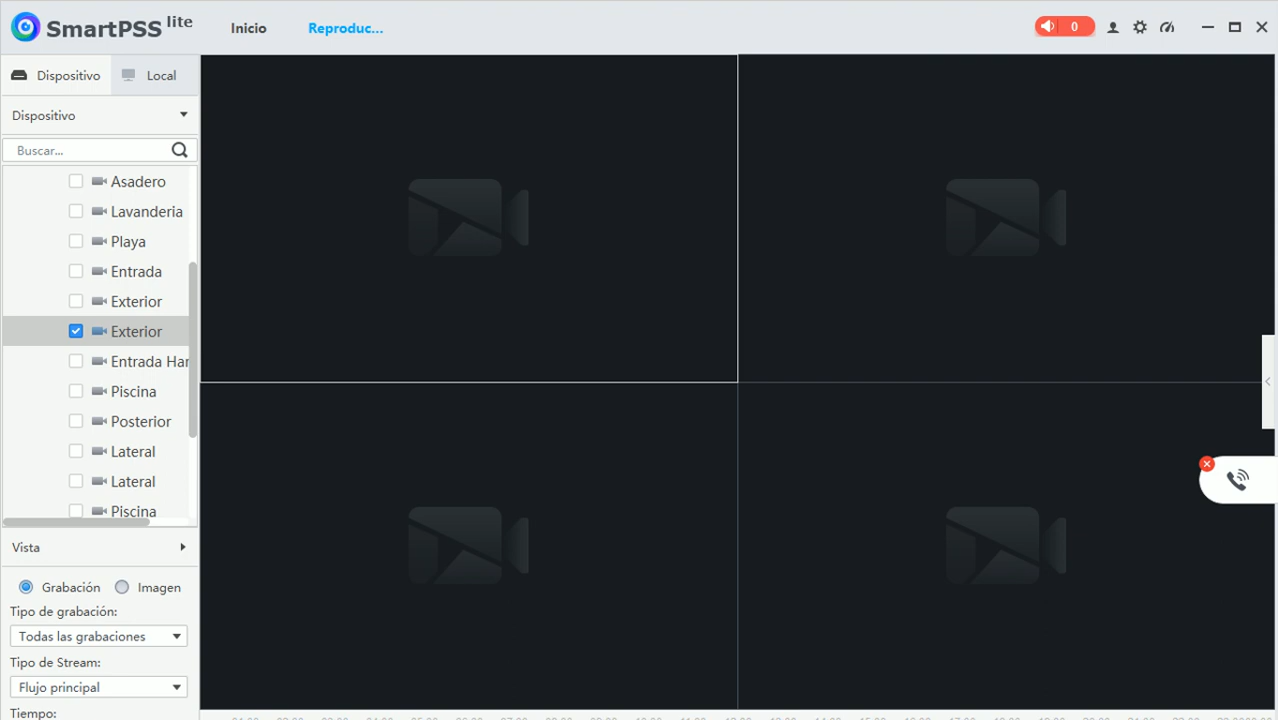 SmartPSS lite
Inicio
Reproduc...
0
Dispositivo
Local
Dispositivo
Buscar...
Asadero
Lavanderia
Playa
Entrada
Exterior
Exterior
Entrada Har
Piscina
Posterior
Lateral
Lateral
Piscina
Vista
Grabación
Imagen
Tipo de grabación:
Todas las grabaciones
Tipo de Stream:
Flujo principal
Tiempo: